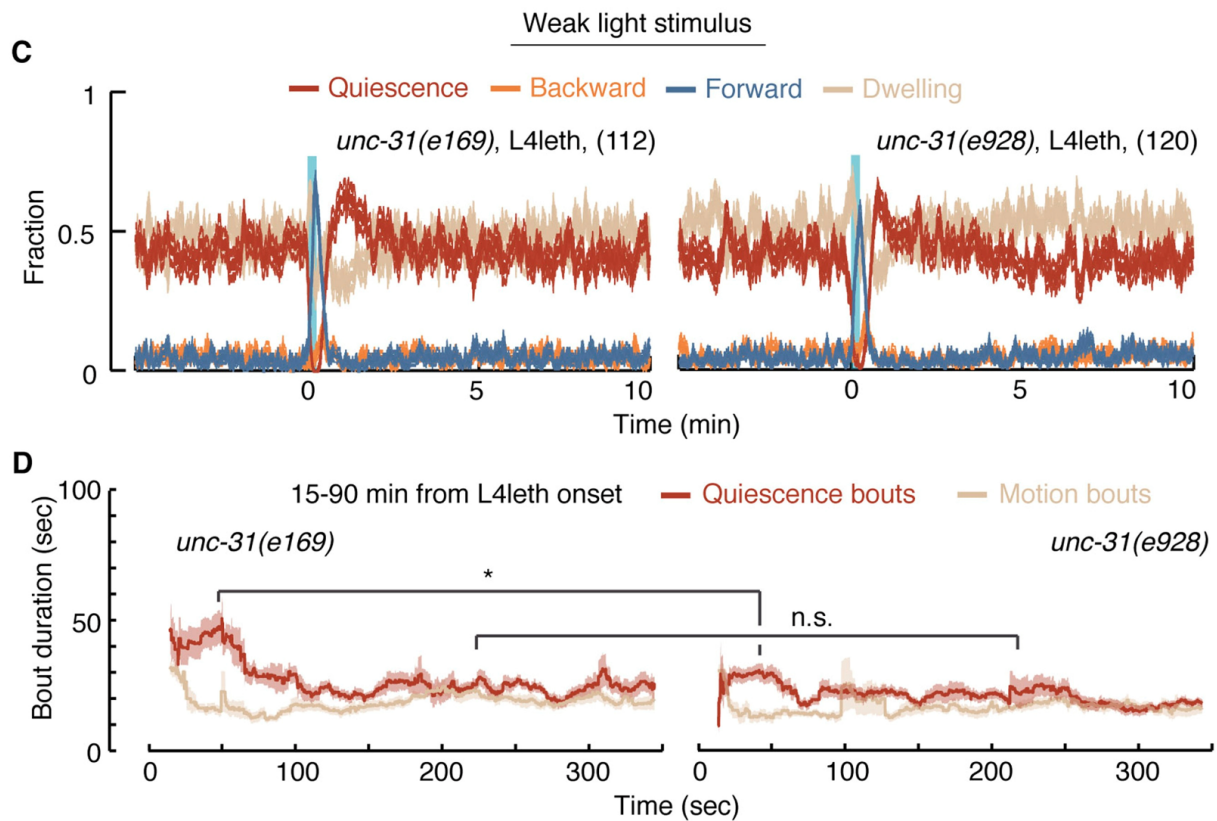 Weak light stimulus
C
Quiescence Backward Forward Dwelling
unc-31(e169), L4leth, (112) unc-31(e928), L4leth, (120)
Fraction
1
0.5
0
0 5 10 0 5 10
Time (min)
D
15-90 min from L4leth onset Quiescence bouts Motion bouts
unc-31(e169) unc-31(e928)
Bout duration (sec)
100
50
0
* n.s.
0 100 200 300 0 100 200 300
Time (sec)